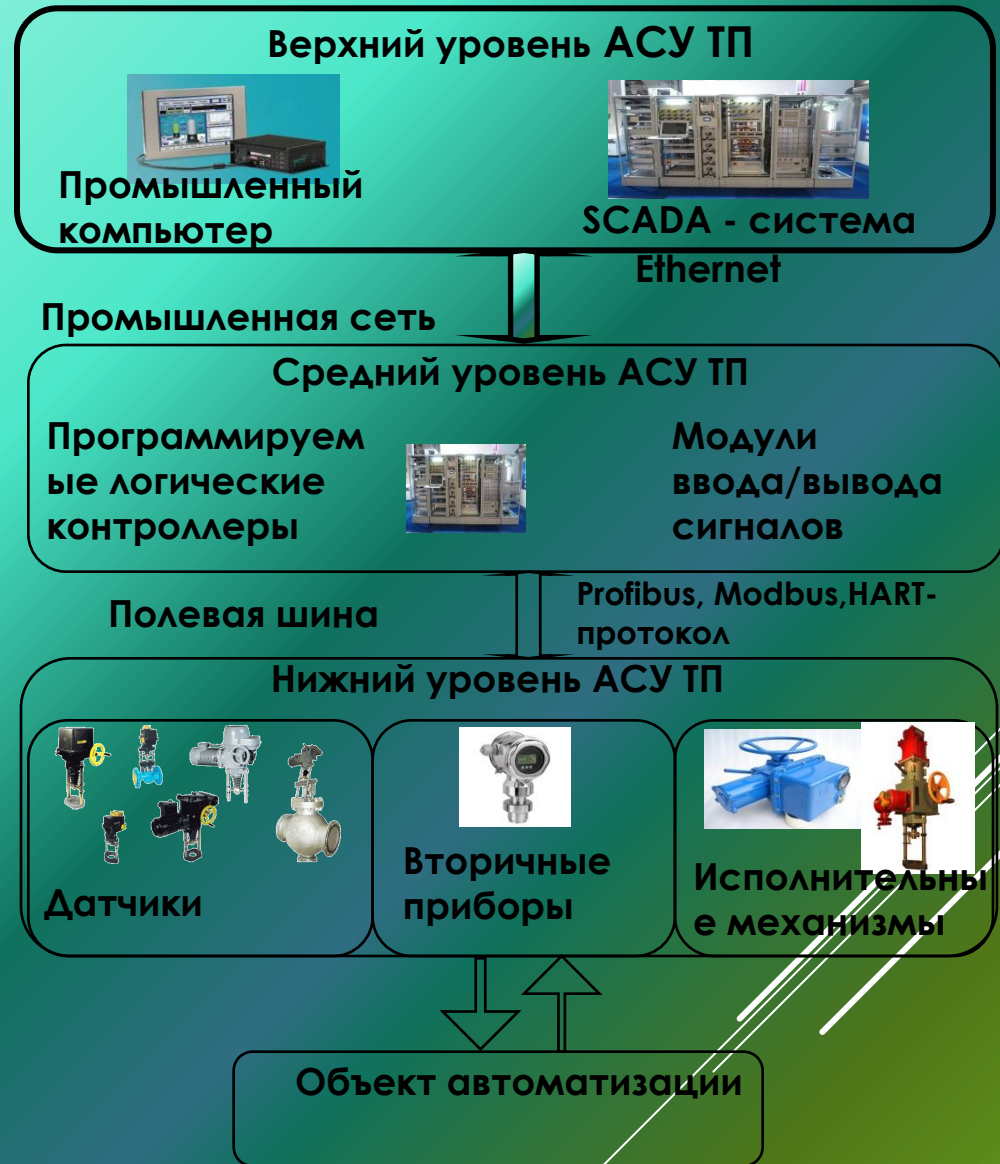 Верхний уровень АСУ ТП
Промышленный
компьютер
SCADA - система
Ethernet
Промышленная сеть
Средний уровень АСУ ТП
Программируем
ые логические
контроллеры
Модули
ввода/вывода
сигналов
Полевая шина
Profibus, Modbus,HART-
протокол
Нижний уровень АСУ ТП
Датчики
Вторичные
приборы
Исполнительны
е механизмы
Объект автоматизации